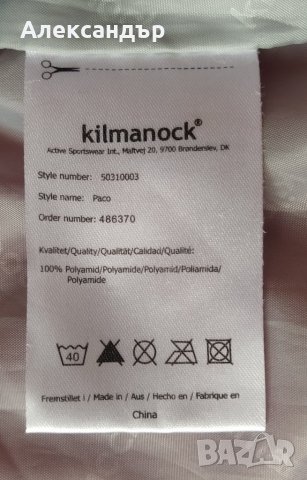 Александър
kilmanock®
Active Sportswear Int., Maltvej 20, 9700 Brønderslev, DK
Style number: 50310003
Style name: Paco
Order number: 486370
Kvalitet/Quality/Qualität/Calidad/Qualité:
100% Polyamid/Polyamide/Polyamid/Poliamida/
Polyamide
40
Fremstillet i / Made in / Aus / Hecho en / Fabrique en
China
BAZAR